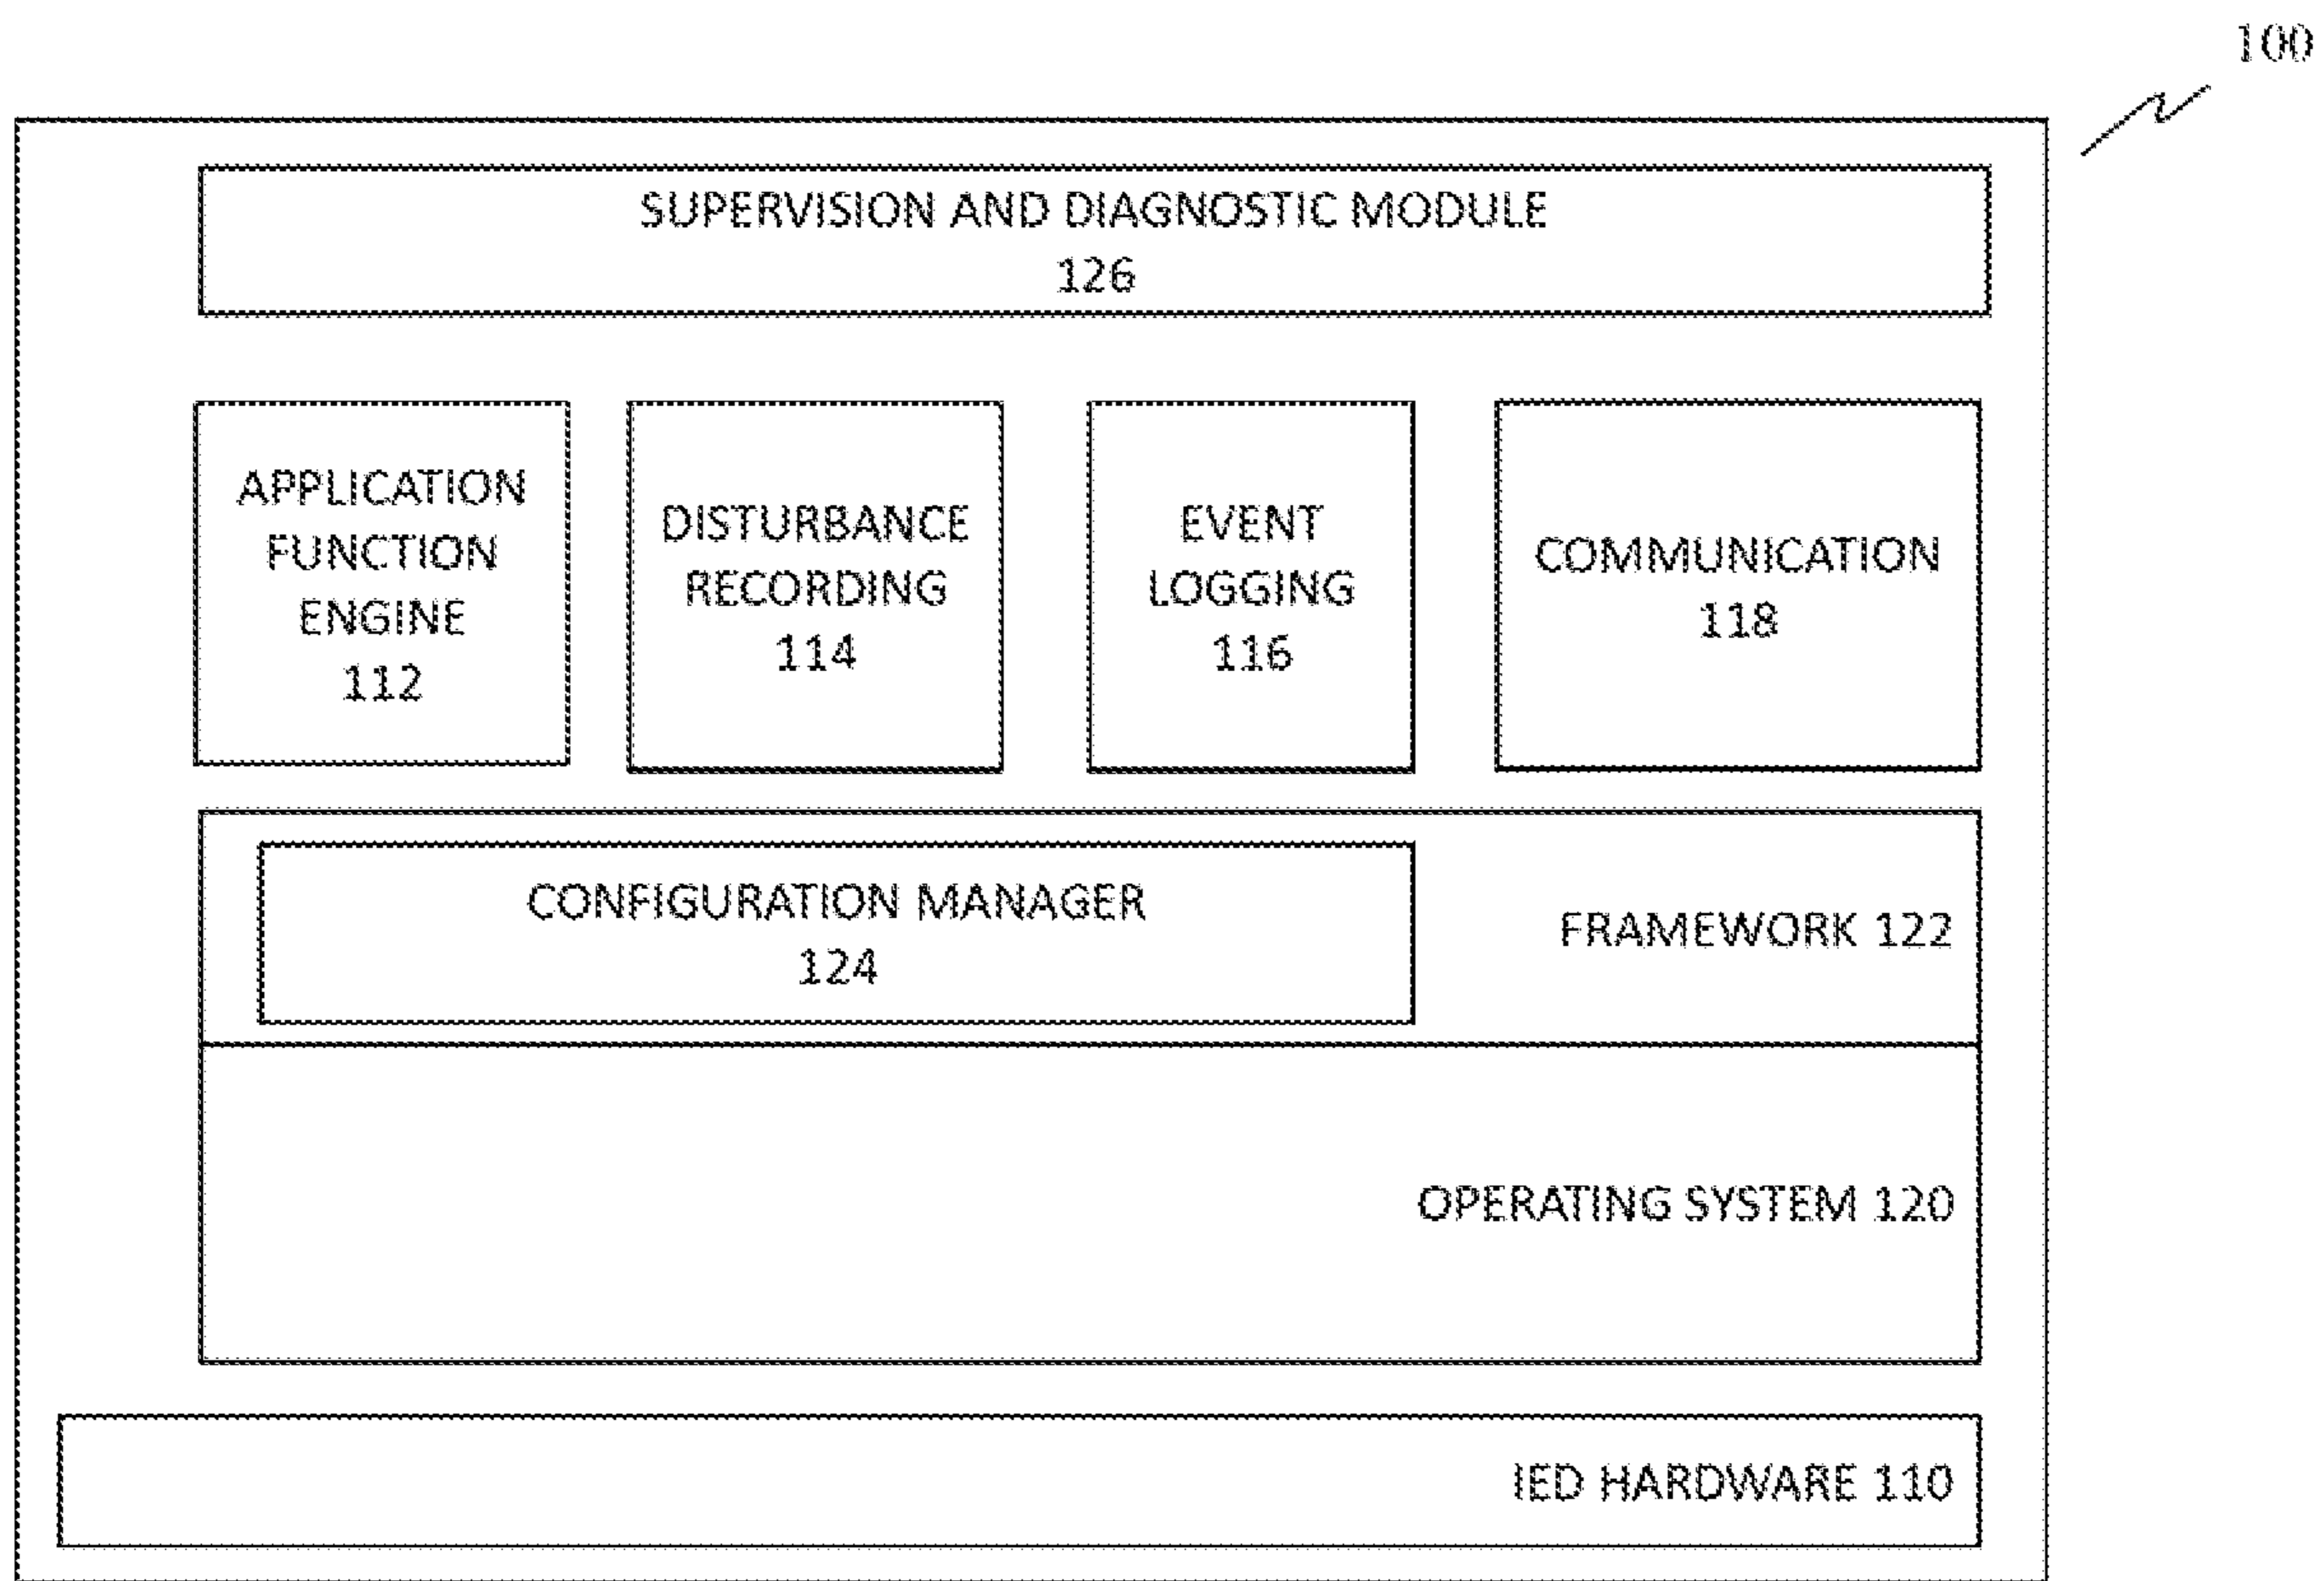 100
SUPERVISION AND DIAGNOSTIC MODULE
126
APPLICATION
FUNCTION
ENGINE
112
DISTURBANCE
RECORDING
114
EVENT
LOGGING
116
COMMUNICATION
118
CONFIGURATION MANAGER
124
FRAMEWORK 122
OPERATING SYSTEM 120
IED HARDWARE 110